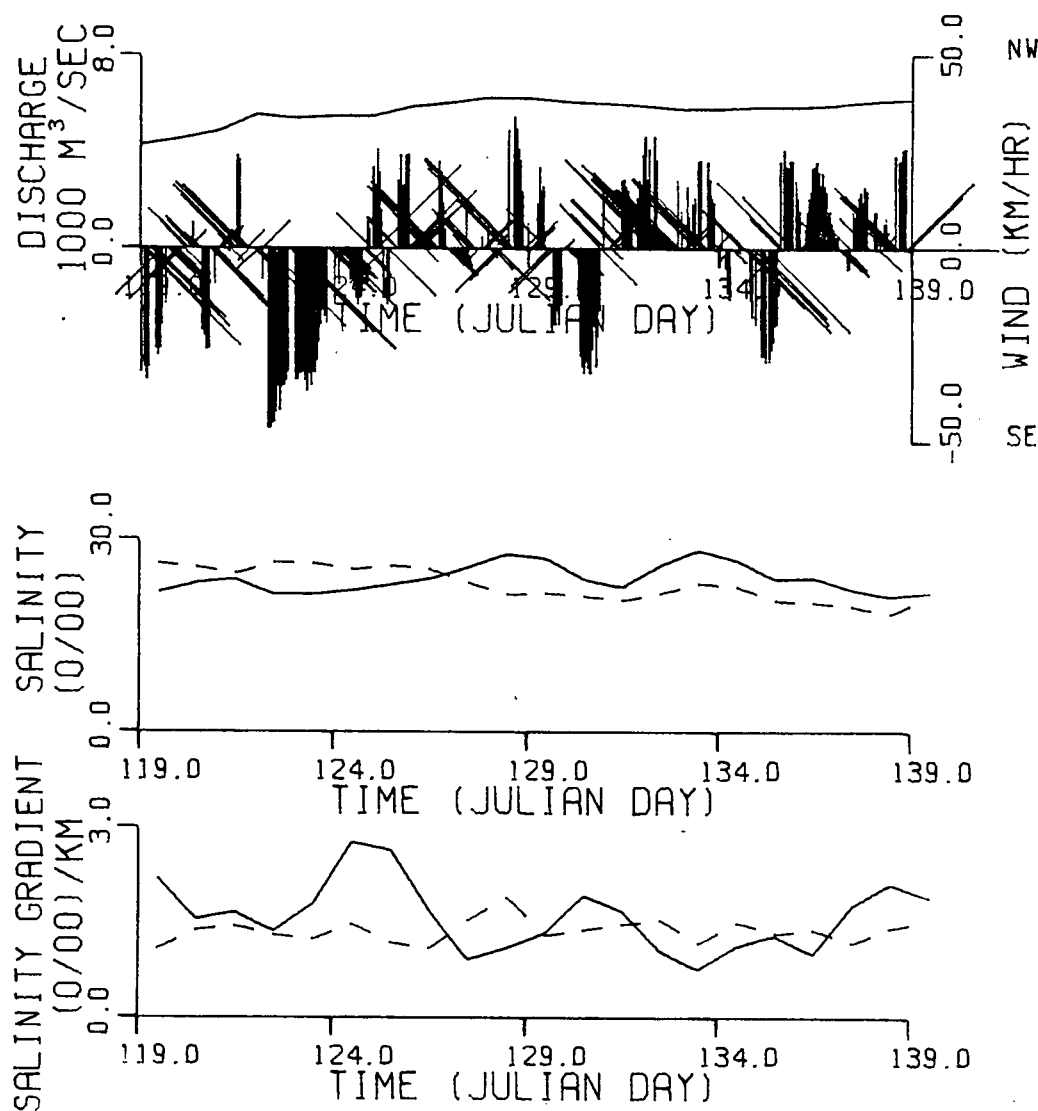 DISCHARGE
1000 M³/SEC
8.0
0.0
50.0
0.0
-50.0
NW
WIND (KM/HR)
SE
129.
134.
139.0
TIME (JULIAN DAY)
SALINITY
(0/00)
30.0
0.0
119.0 124.0 129.0 134.0 139.0
TIME (JULIAN DAY)
SALINITY GRADIENT
(0/00)/KM
3.0
0.0
119.0 124.0 129.0 134.0 139.0
TIME (JULIAN DAY)